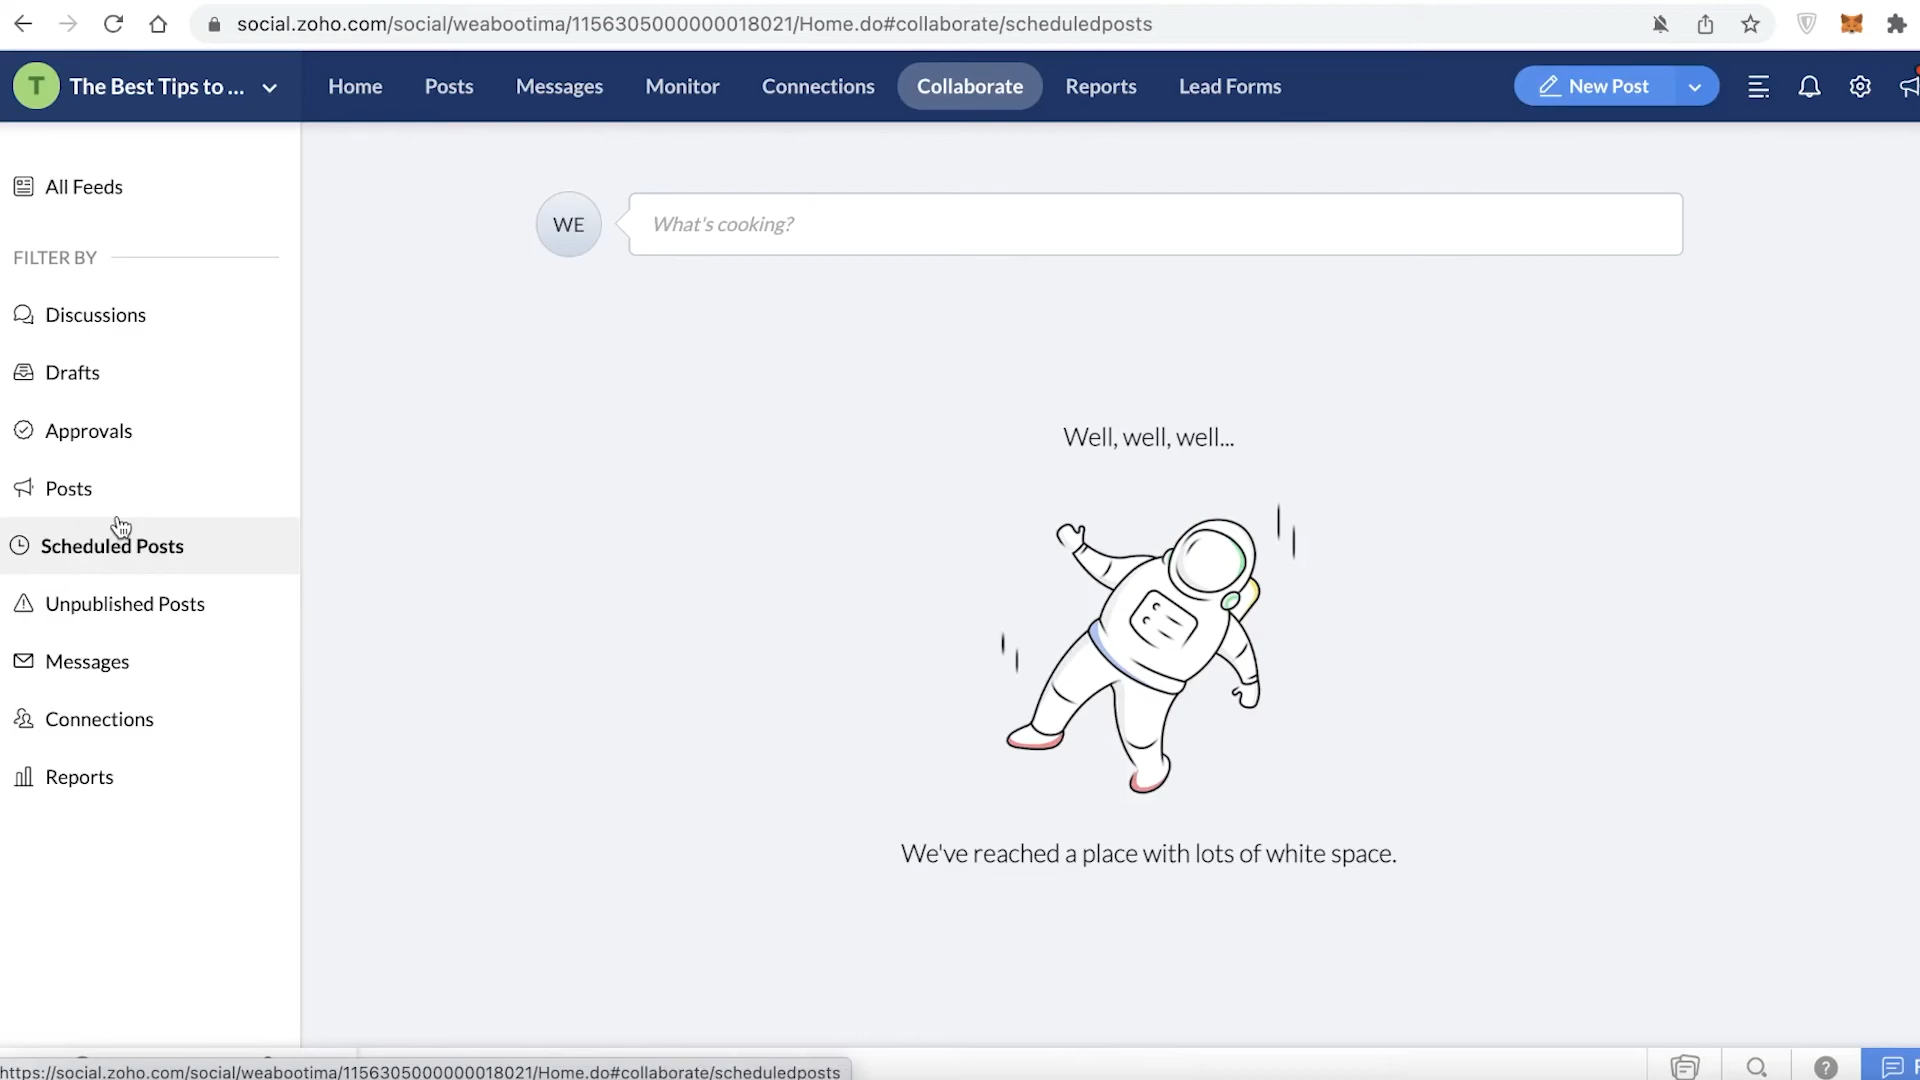 social.zoho.com/social/weabootima/1156305000000018021/Home.do#collaborate/scheduledposts
T The Best Tips to ... Home Posts Messages Monitor Connections Collaborate Reports Lead Forms New Post
All Feeds
WE What's cooking?
FILTER BY
Discussions
Drafts
Approvals
Well, well, well...
Posts
Scheduled Posts
Unpublished Posts
Messages
Connections
Reports
We've reached a place with lots of white space.
https://social.zoho.com/social/weabootima/1156305000000018021/Home.do#collaborate/scheduledposts